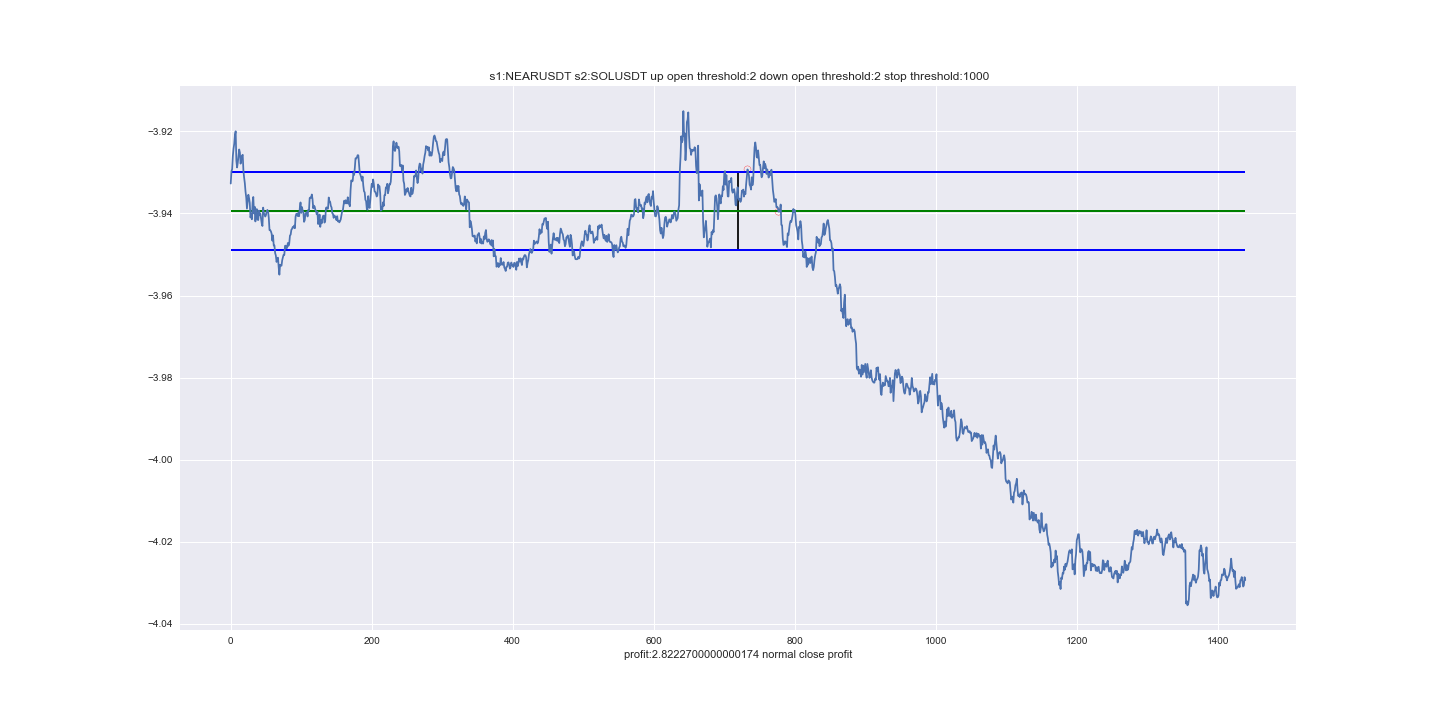 s1:NEARUSDT s2:SOLUSDT up open threshold:2 down open threshold:2 stop threshold:1000
−3.92
−3.94
−3.96
−3.98
−4.00
−4.02
−4.04
0 200 400 600 800 1000 1200 1400
profit:2.8222700000000174 normal close profit